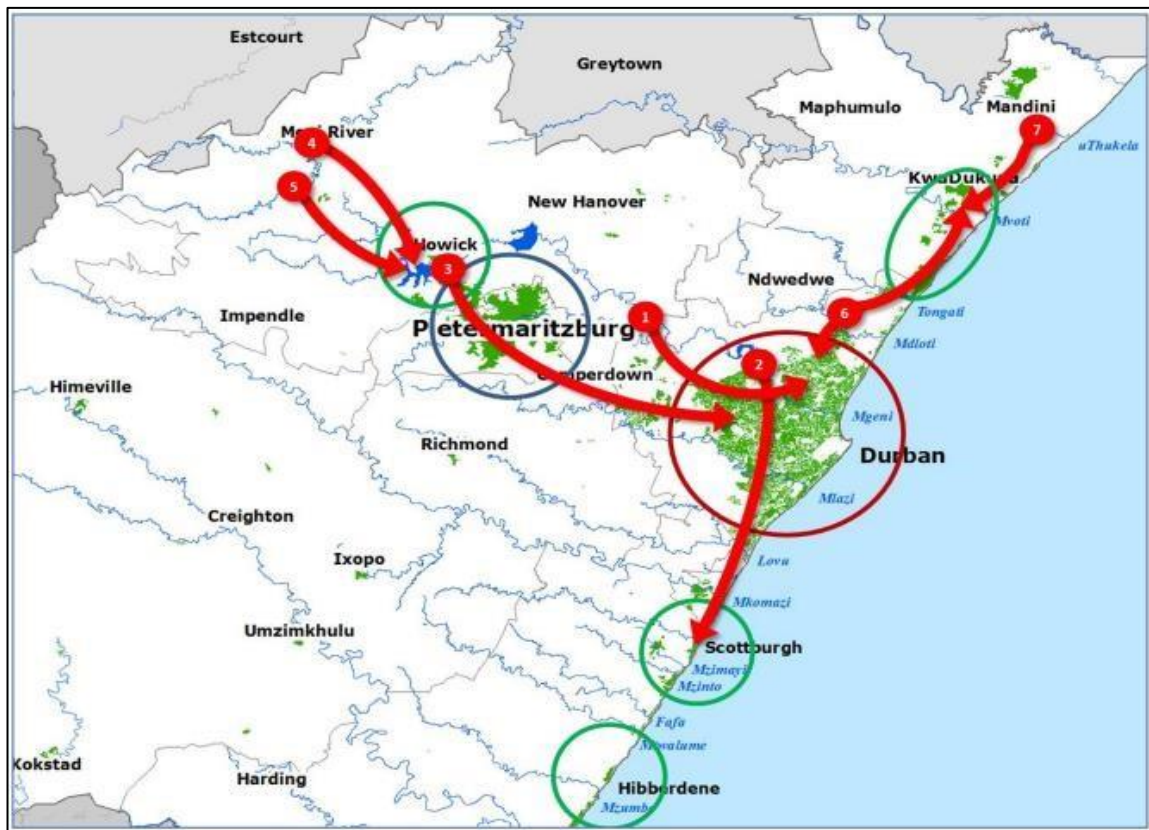 Estcourt
Greytown
Mandini
Maphumulo
7
Mooi River
4
uThukela
5
KwaDukuza
New Hanover
Mvoti
Howick
3
Ndwedwe
Impendle
1
6
Tongati
Pietermaritzburg
Mdloti
2
Camperdown
Himeville
Mgeni
Richmond
Durban
Mlazi
Creighton
Ixopo
Lovu
Mkomazi
Umzimkhulu
Scottburgh
Mzimayi
Mzinto
Fafa
Mtwalume
Kokstad
Harding
Hibberdene
Mzumbe